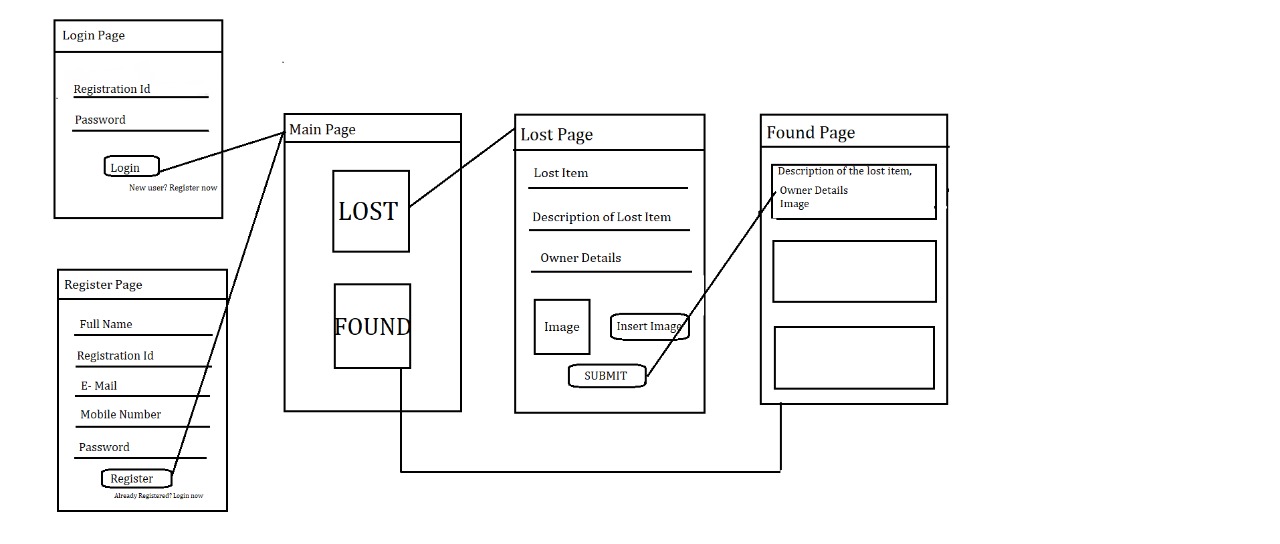 Login Page
Registration Id
Password
Login
New user? Register now
Register Page
Full Name
Registration Id
E- Mail
Mobile Number
Password
Register
Already Registered? Login now
Main Page
LOST
FOUND
Lost Page
Lost Item
Description of Lost Item
Owner Details
Image
Insert Image
SUBMIT
Found Page
Description of the lost item,
Owner Details
Image